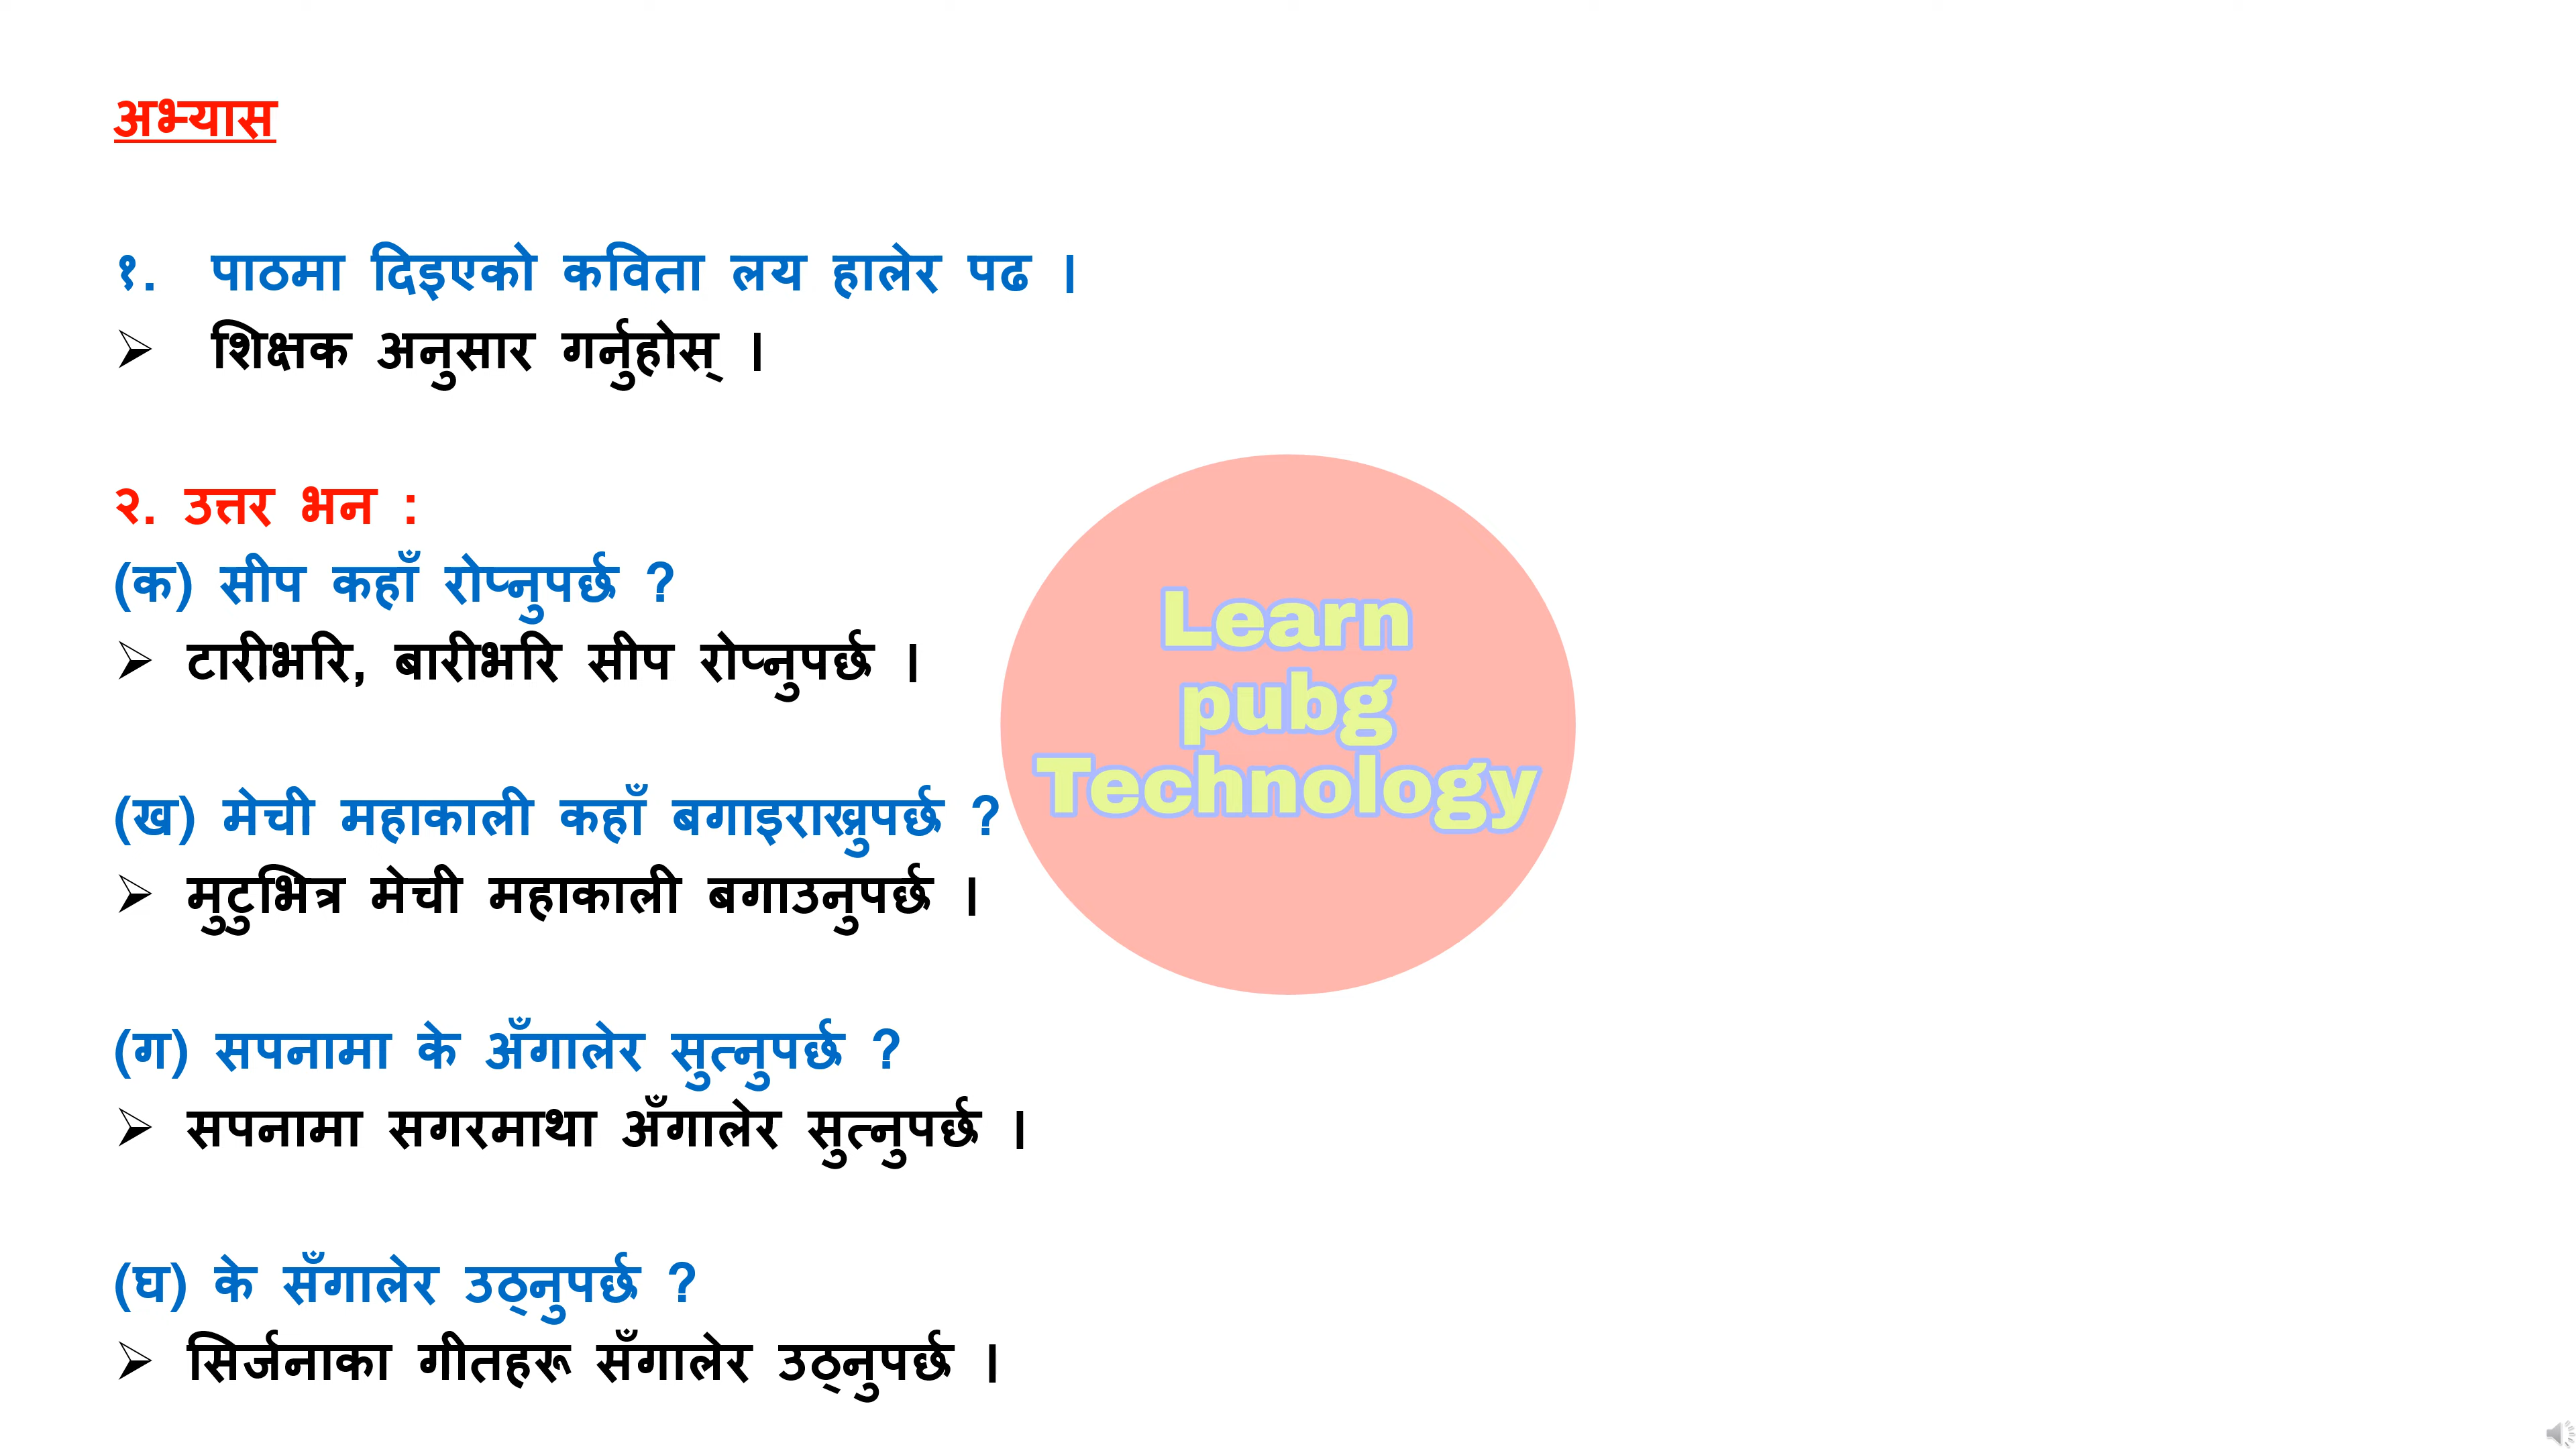 अभ्यास
१. पाठमा दिइएको कविता लय हालेर पढ ।
➢ शिक्षक अनुसार गर्नुहोस् ।
२. उत्तर भन :
(क) सीप कहाँ रोप्नुपर्छ ?
➢ टारीभरि, बारीभरि सीप रोप्नुपर्छ ।
(ख) मेची महाकाली कहाँ बगाइराख्नुपर्छ ?
➢ मुटुभित्र मेची महाकाली बगाउनुपर्छ ।
(ग) सपनामा के अँगालेर सुत्नुपर्छ ?
➢ सपनामा सगरमाथा अँगालेर सुत्नुपर्छ ।
(घ) के सँगालेर उठ्नुपर्छ ?
➢ सिर्जनाका गीतहरू सँगालेर उठ्नुपर्छ ।
Learn
pubg
Technology